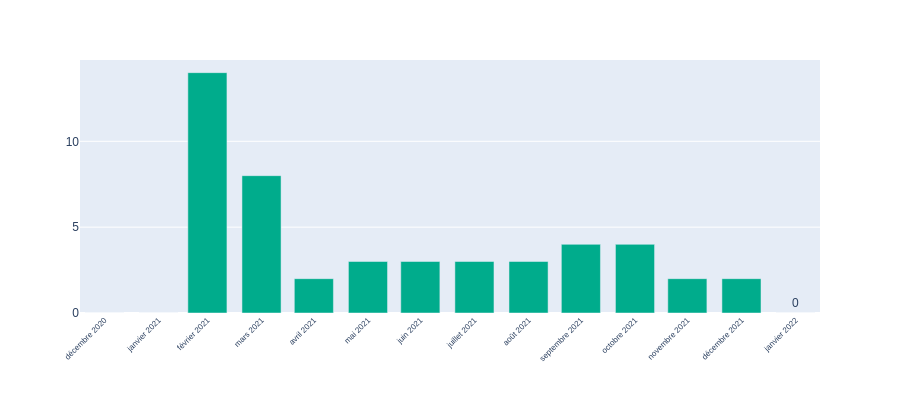 10
5
0
0
décembre 2020
janvier 2021
février 2021
mars 2021
avril 2021
mai 2021
juin 2021
juillet 2021
août 2021
septembre 2021
octobre 2021
novembre 2021
décembre 2021
janvier 2022